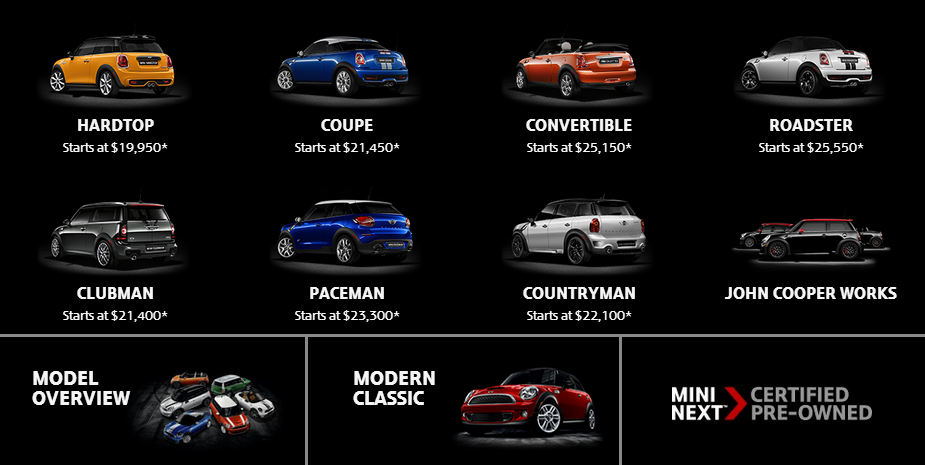 HARDTOP
Starts at $19,950*
COUPE
Starts at $21,450*
CONVERTIBLE
Starts at $25,150*
ROADSTER
Starts at $25,550*
CLUBMAN
Starts at $21,400*
PACEMAN
Starts at $23,300*
COUNTRYMAN
Starts at $22,100*
JOHN COOPER WORKS
MODEL
OVERVIEW
MODERN
CLASSIC
MINI
NEXT™
CERTIFIED
PRE-OWNED